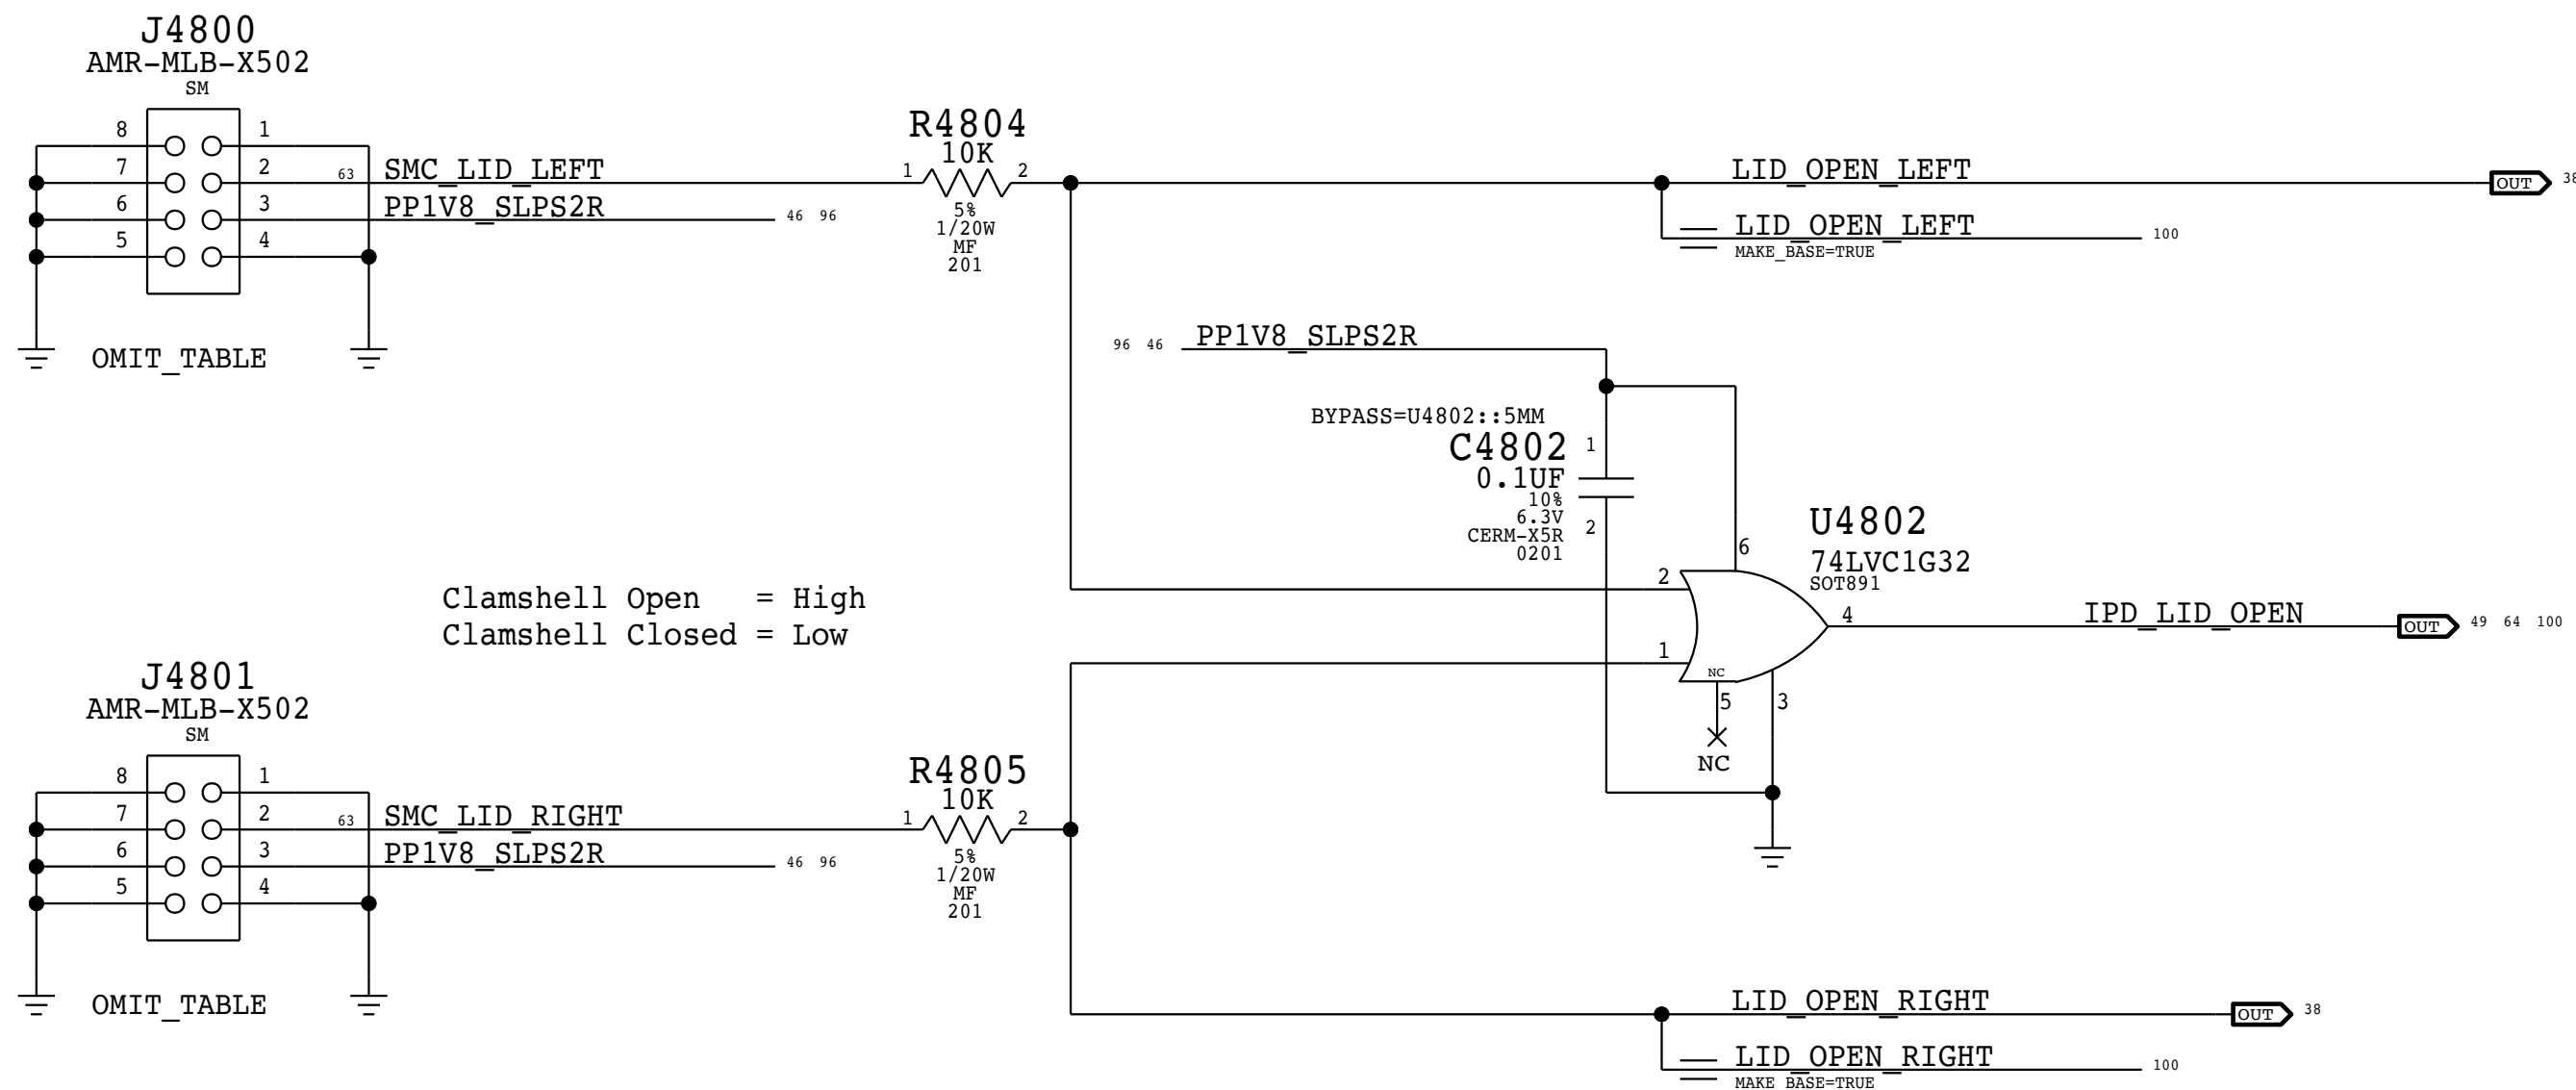 J4800
AMR-MLB-X502
SM
8 1
7 2 63 SMC_LID_LEFT
6 3 PP1V8_SLPS2R 46 96
5 4
OMIT_TABLE
R4804
10K
1 2
5%
1/20W
MF
201
LID_OPEN_LEFT OUT 38
LID_OPEN_LEFT 100
MAKE_BASE=TRUE
96 46 PP1V8_SLPS2R
BYPASS=U4802::5MM
C4802 1
0.1UF
10%
6.3V
CERM-X5R 2
0201
U4802
74LVC1G32
SOT891
6
2
1
4
NC
5 3
NC
IPD_LID_OPEN OUT 49 64 100
Clamshell Open = High
Clamshell Closed = Low
J4801
AMR-MLB-X502
SM
8 1
7 2 63 SMC_LID_RIGHT
6 3 PP1V8_SLPS2R 46 96
5 4
OMIT_TABLE
R4805
10K
1 2
5%
1/20W
MF
201
LID_OPEN_RIGHT OUT 38
LID_OPEN_RIGHT 100
MAKE_BASE=TRUE